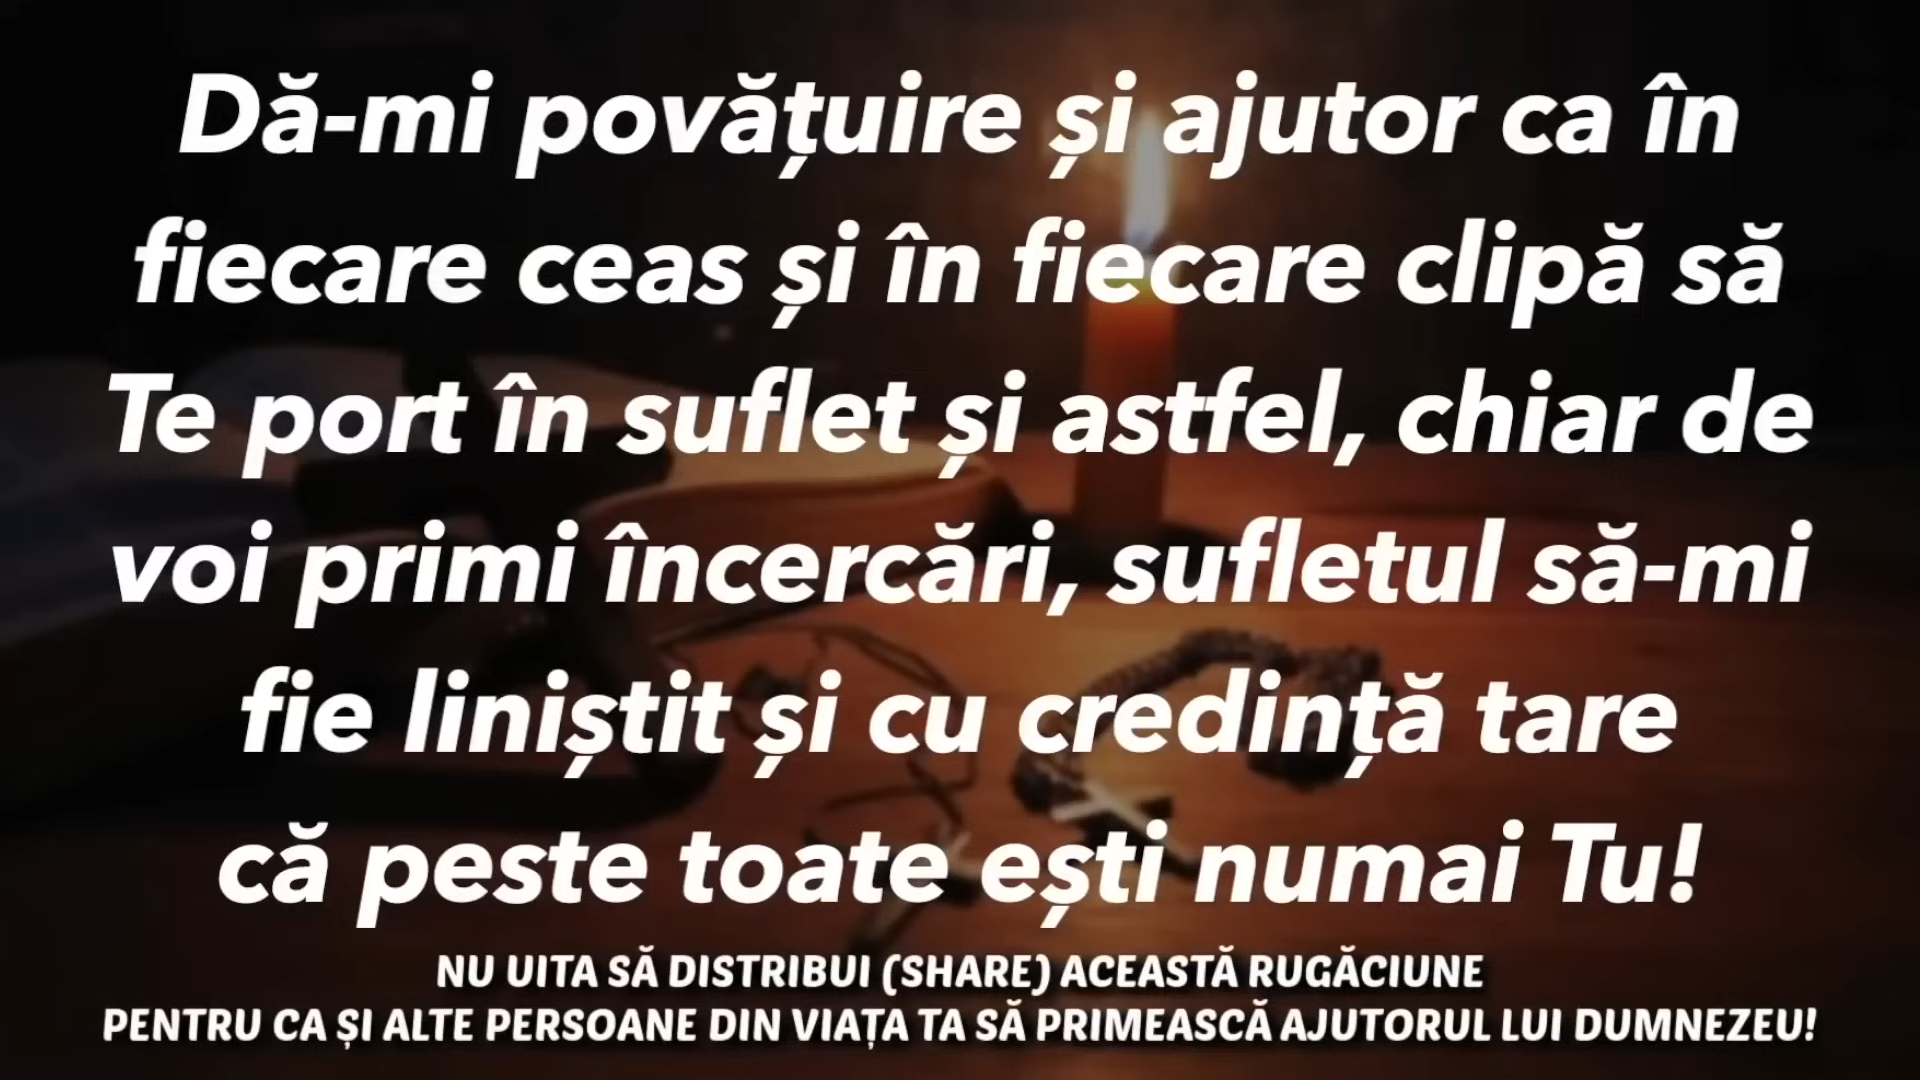 Dă-mi povățuire și ajutor ca în
fiecare ceas și în fiecare clipă să
Te port în suflet și astfel, chiar de
voi primi încercări, sufletul să-mi
fie liniștit și cu credință tare
că peste toate ești numai Tu!
NU UITA SĂ DISTRIBUI (SHARE) ACEASTĂ RUGĂCIUNE
PENTRU CA ȘI ALTE PERSOANE DIN VIAȚA TA SĂ PRIMEASCĂ AJUTORUL LUI DUMNEZEU!